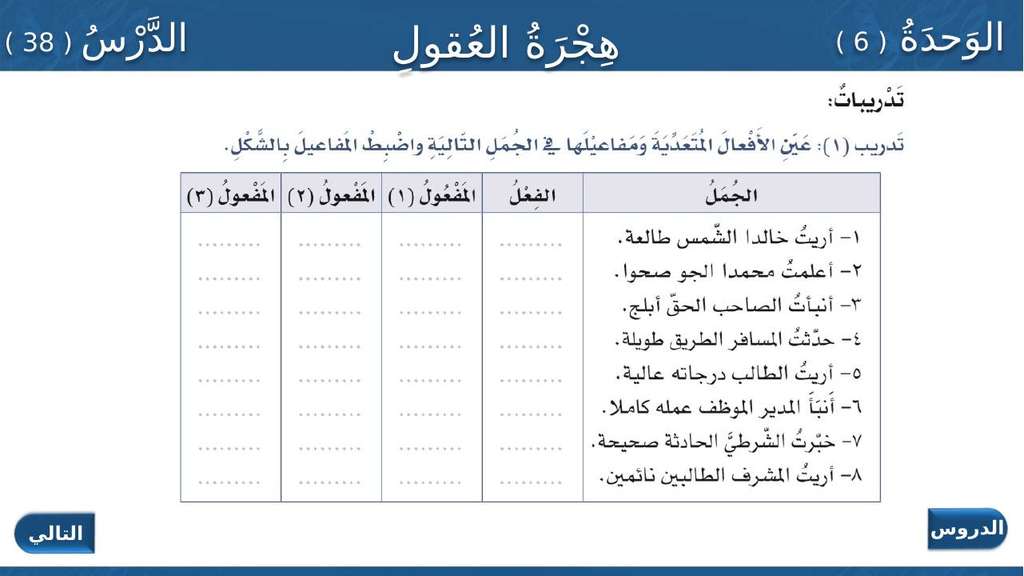 الوَحدَةُ ( 6 ) هِجْرَةُ العُقولِ الدَّرْسُ ( 38 )
تَدْريباتٌ:
تَدريب (١): عَيِّنِ الأَفْعالَ المُتَعَدِّيَةَ وَمَفاعيْلَها في الجُمَلِ التّالِيَةِ واضْبِطُ المَفاعيلَ بِالشَّكْلِ.
الجُمَلُ الفِعْلُ المَفْعُولُ (١) المَفْعولُ (٢) المَفْعولُ (٣)
١- أريتُ خالدا الشّمس طالعة. ......... ......... ......... .........
٢- أعلمتُ محمدا الجو صحوا. ......... ......... ......... .........
٣- أنبأتُ الصاحب الحقّ أبلج. ......... ......... ......... .........
٤- حدّثتُ المسافر الطريق طويلة. ......... ......... ......... .........
٥- أريتُ الطالب درجاته عالية. ......... ......... ......... .........
٦- أَنبَأَ المدير الموظف عمله كاملا. ......... ......... ......... .........
٧- خبّرتُ الشّرطيَّ الحادثة صحيحة. ......... ......... ......... .........
٨- أريتُ المشرف الطالبين نائمين. ......... ......... ......... .........
الدروس التالي